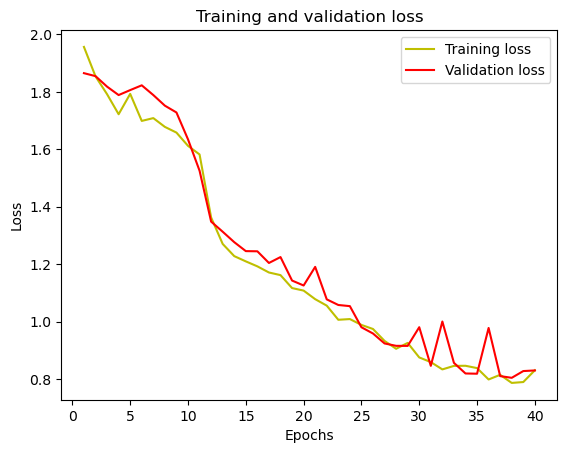 Training and validation loss
Training loss
Validation loss
2.0
1.8
1.6
1.4
1.2
1.0
0.8
Loss
0 5 10 15 20 25 30 35 40
Epochs